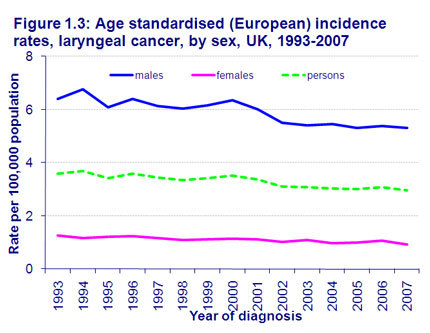 Figure 1.3: Age standardised (European) incidence
rates, laryngeal cancer, by sex, UK, 1993-2007
8
6
4
2
0
Rate per 100,000 population
males
females
persons
1993
1994
1995
1996
1997
1998
1999
2000
2001
2002
2003
2004
2005
2006
2007
Year of diagnosis